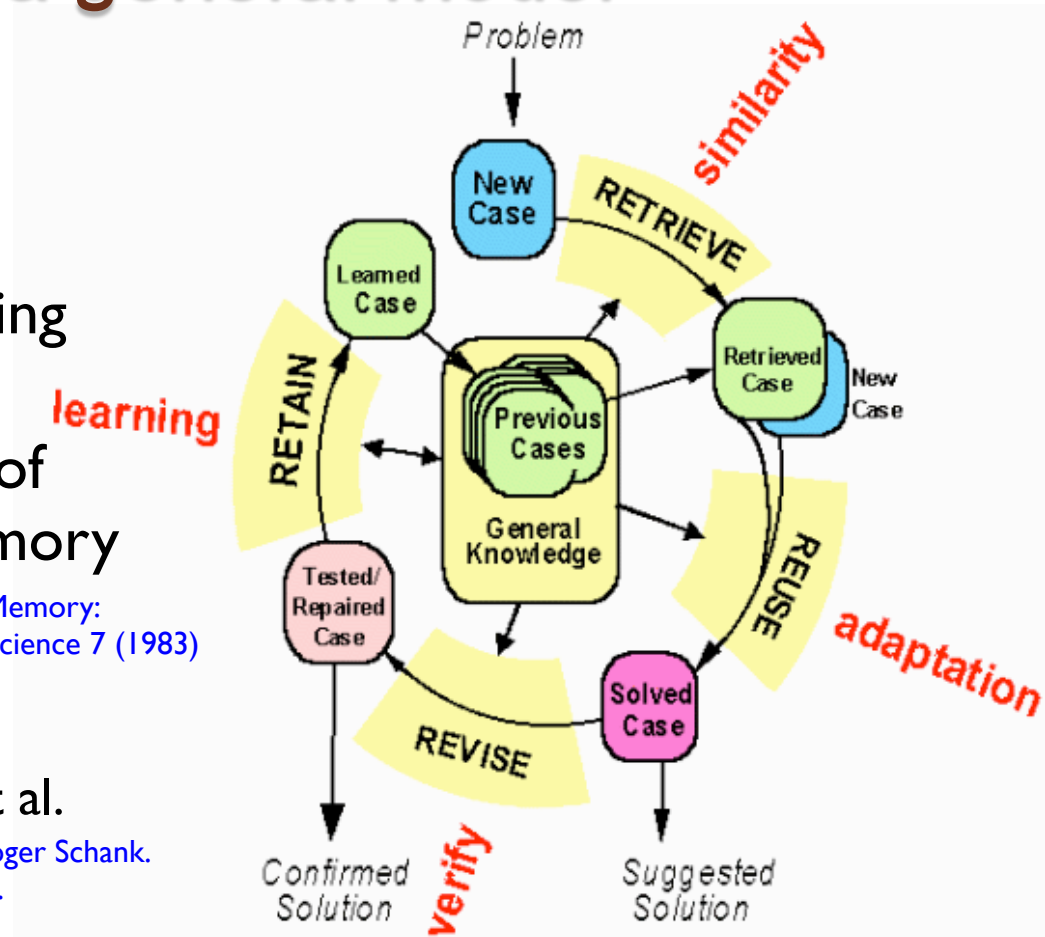 a general model
Problem
similarity
New
Case
RETRIEVE
Learned
Case
ing
Retrieved
Case
New
Case
learning
RETAIN
Previous
Cases
of
mory
General
Knowledge
REUSE
Tested/
Repaired
Case
Memory:
cience 7 (1983)
adaptation
Solved
Case
REVISE
t al.
oger Schank.
.
Confirmed
Solution
verify
Suggested
Solution